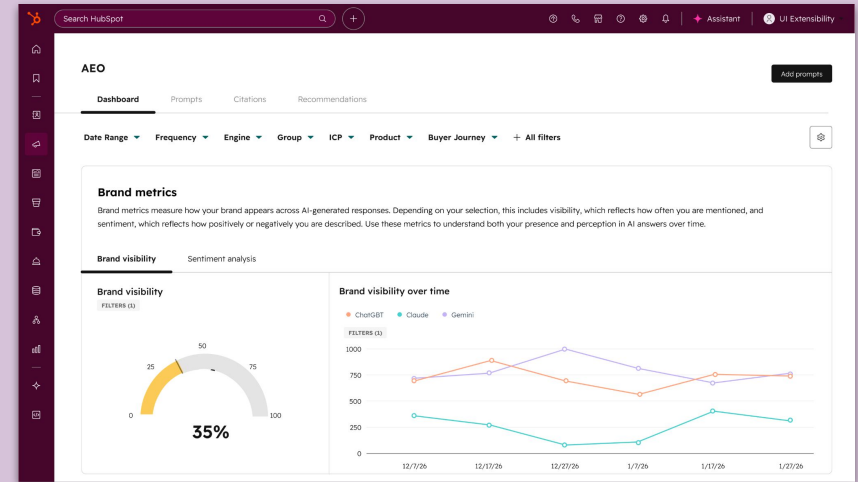 Search HubSpot
Assistant
UI Extensibility
AEO
Add prompts
Dashboard Prompts Citations Recommendations
Date Range Frequency Engine Group ICP Product Buyer Journey + All filters
Brand metrics
Brand metrics measure how your brand appears across AI-generated responses. Depending on your selection, this includes visibility, which reflects how often you are mentioned, and
sentiment, which reflects how positively or negatively you are described. Use these metrics to understand both your presence and perception in AI answers over time.
Brand visibility Sentiment analysis
Brand visibility
FILTERS (1)
50
25 75
0 100
35%
Brand visibility over time
ChatGBT Claude Gemini
FILTERS (1)
1000
750
500
250
0
12/7/26 12/17/26 12/27/26 1/7/26 1/17/26 1/27/26